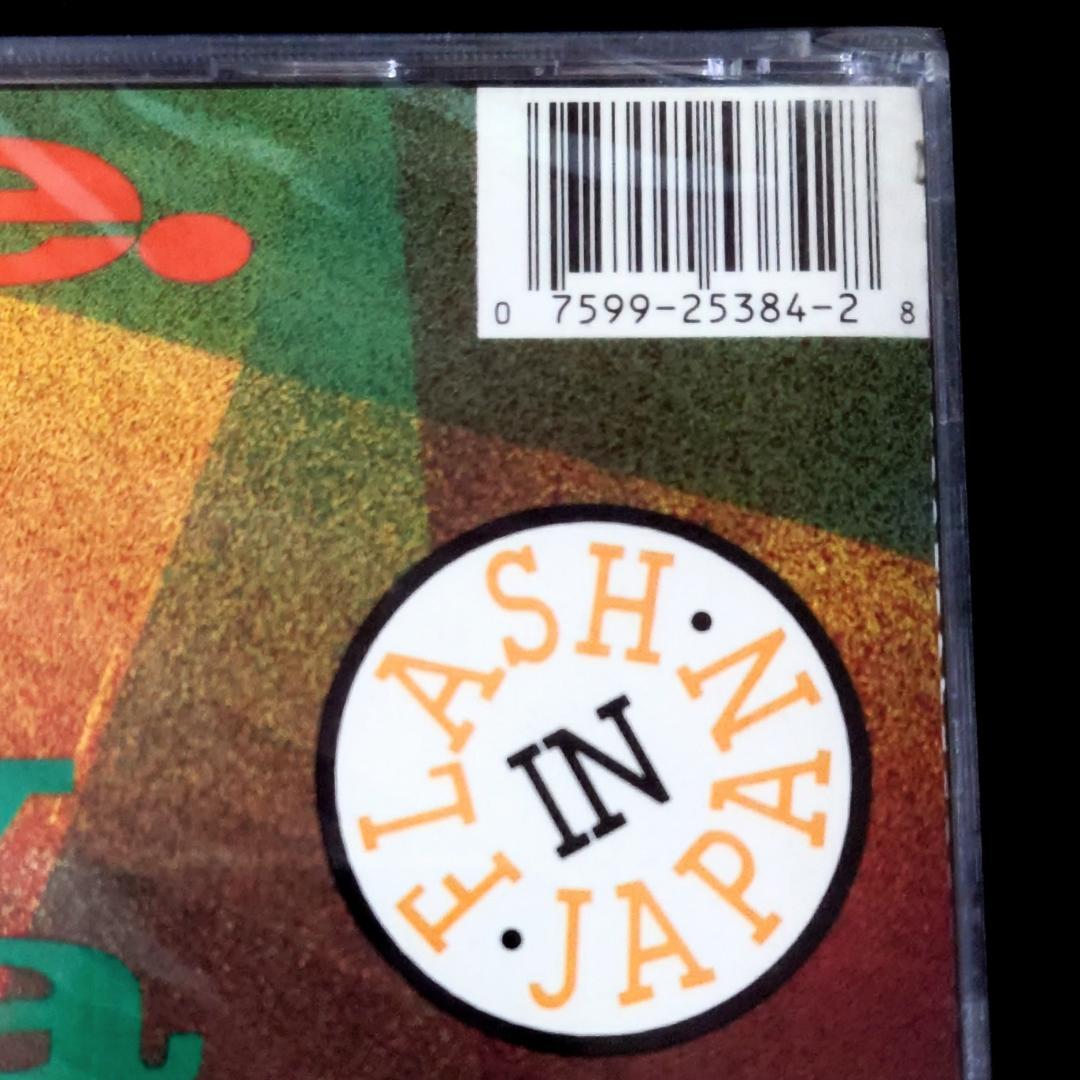 e.
0 7599-25384-2 8
FLASH · IN · JAPAN
a